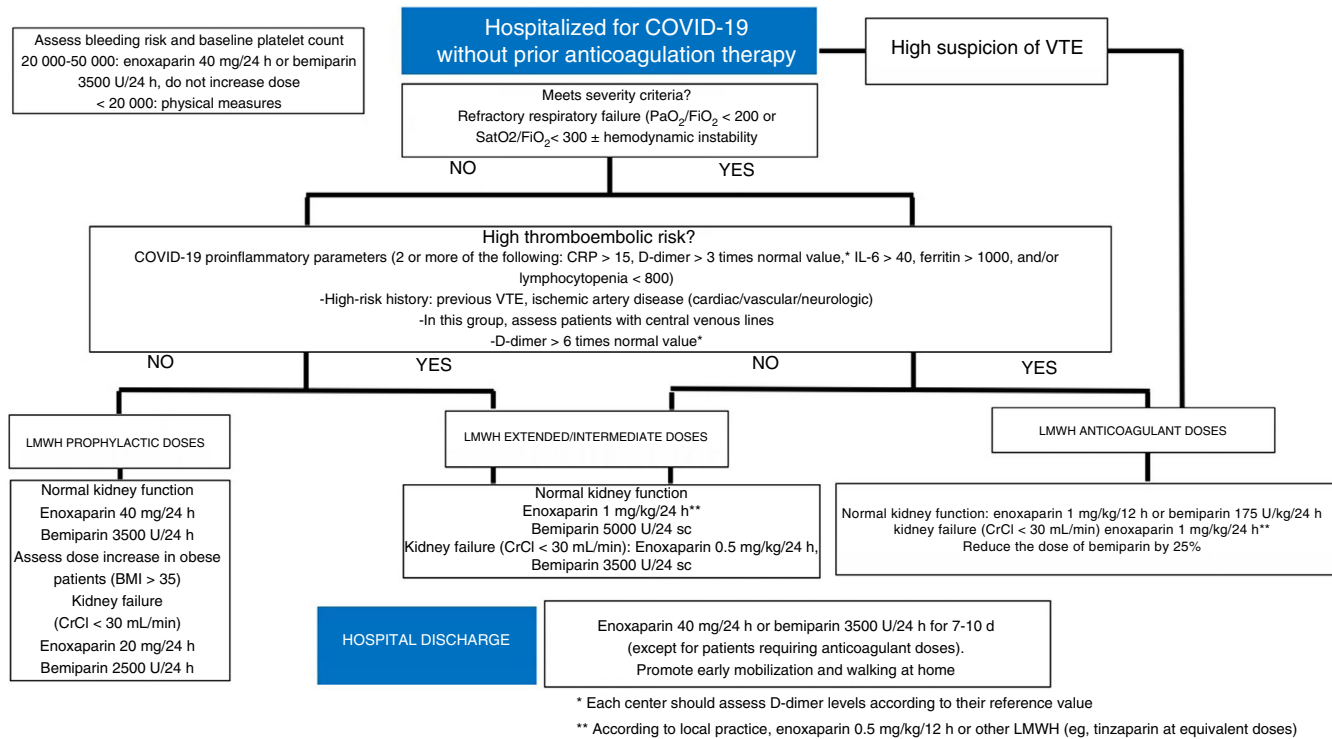 Assess bleeding risk and baseline platelet count
20 000-50 000: enoxaparin 40 mg/24 h or bemiparin
3500 U/24 h, do not increase dose
< 20 000: physical measures
Hospitalized for COVID-19
without prior anticoagulation therapy
High suspicion of VTE
Meets severity criteria?
Refractory respiratory failure (PaO2/FiO2 < 200 or
SatO2/FiO2< 300 ± hemodynamic instability
NO
YES
High thromboembolic risk?
COVID-19 proinflammatory parameters (2 or more of the following: CRP > 15, D-dimer > 3 times normal value,* IL-6 > 40, ferritin > 1000, and/or
lymphocytopenia < 800)
-High-risk history: previous VTE, ischemic artery disease (cardiac/vascular/neurologic)
-In this group, assess patients with central venous lines
-D-dimer > 6 times normal value*
NO
YES
NO
YES
LMWH PROPHYLACTIC DOSES
LMWH EXTENDED/INTERMEDIATE DOSES
LMWH ANTICOAGULANT DOSES
Normal kidney function
Enoxaparin 40 mg/24 h
Bemiparin 3500 U/24 h
Assess dose increase in obese
patients (BMI > 35)
Kidney failure
(CrCl < 30 mL/min)
Enoxaparin 20 mg/24 h
Bemiparin 2500 U/24 h
Normal kidney function
Enoxaparin 1 mg/kg/24 h**
Bemiparin 5000 U/24 sc
Kidney failure (CrCl < 30 mL/min): Enoxaparin 0.5 mg/kg/24 h,
Bemiparin 3500 U/24 sc
Normal kidney function: enoxaparin 1 mg/kg/12 h or bemiparin 175 U/kg/24 h
kidney failure (CrCl < 30 mL/min) enoxaparin 1 mg/kg/24 h**
Reduce the dose of bemiparin by 25%
HOSPITAL DISCHARGE
Enoxaparin 40 mg/24 h or bemiparin 3500 U/24 h for 7-10 d
(except for patients requiring anticoagulant doses).
Promote early mobilization and walking at home
* Each center should assess D-dimer levels according to their reference value
** According to local practice, enoxaparin 0.5 mg/kg/12 h or other LMWH (eg, tinzaparin at equivalent doses)